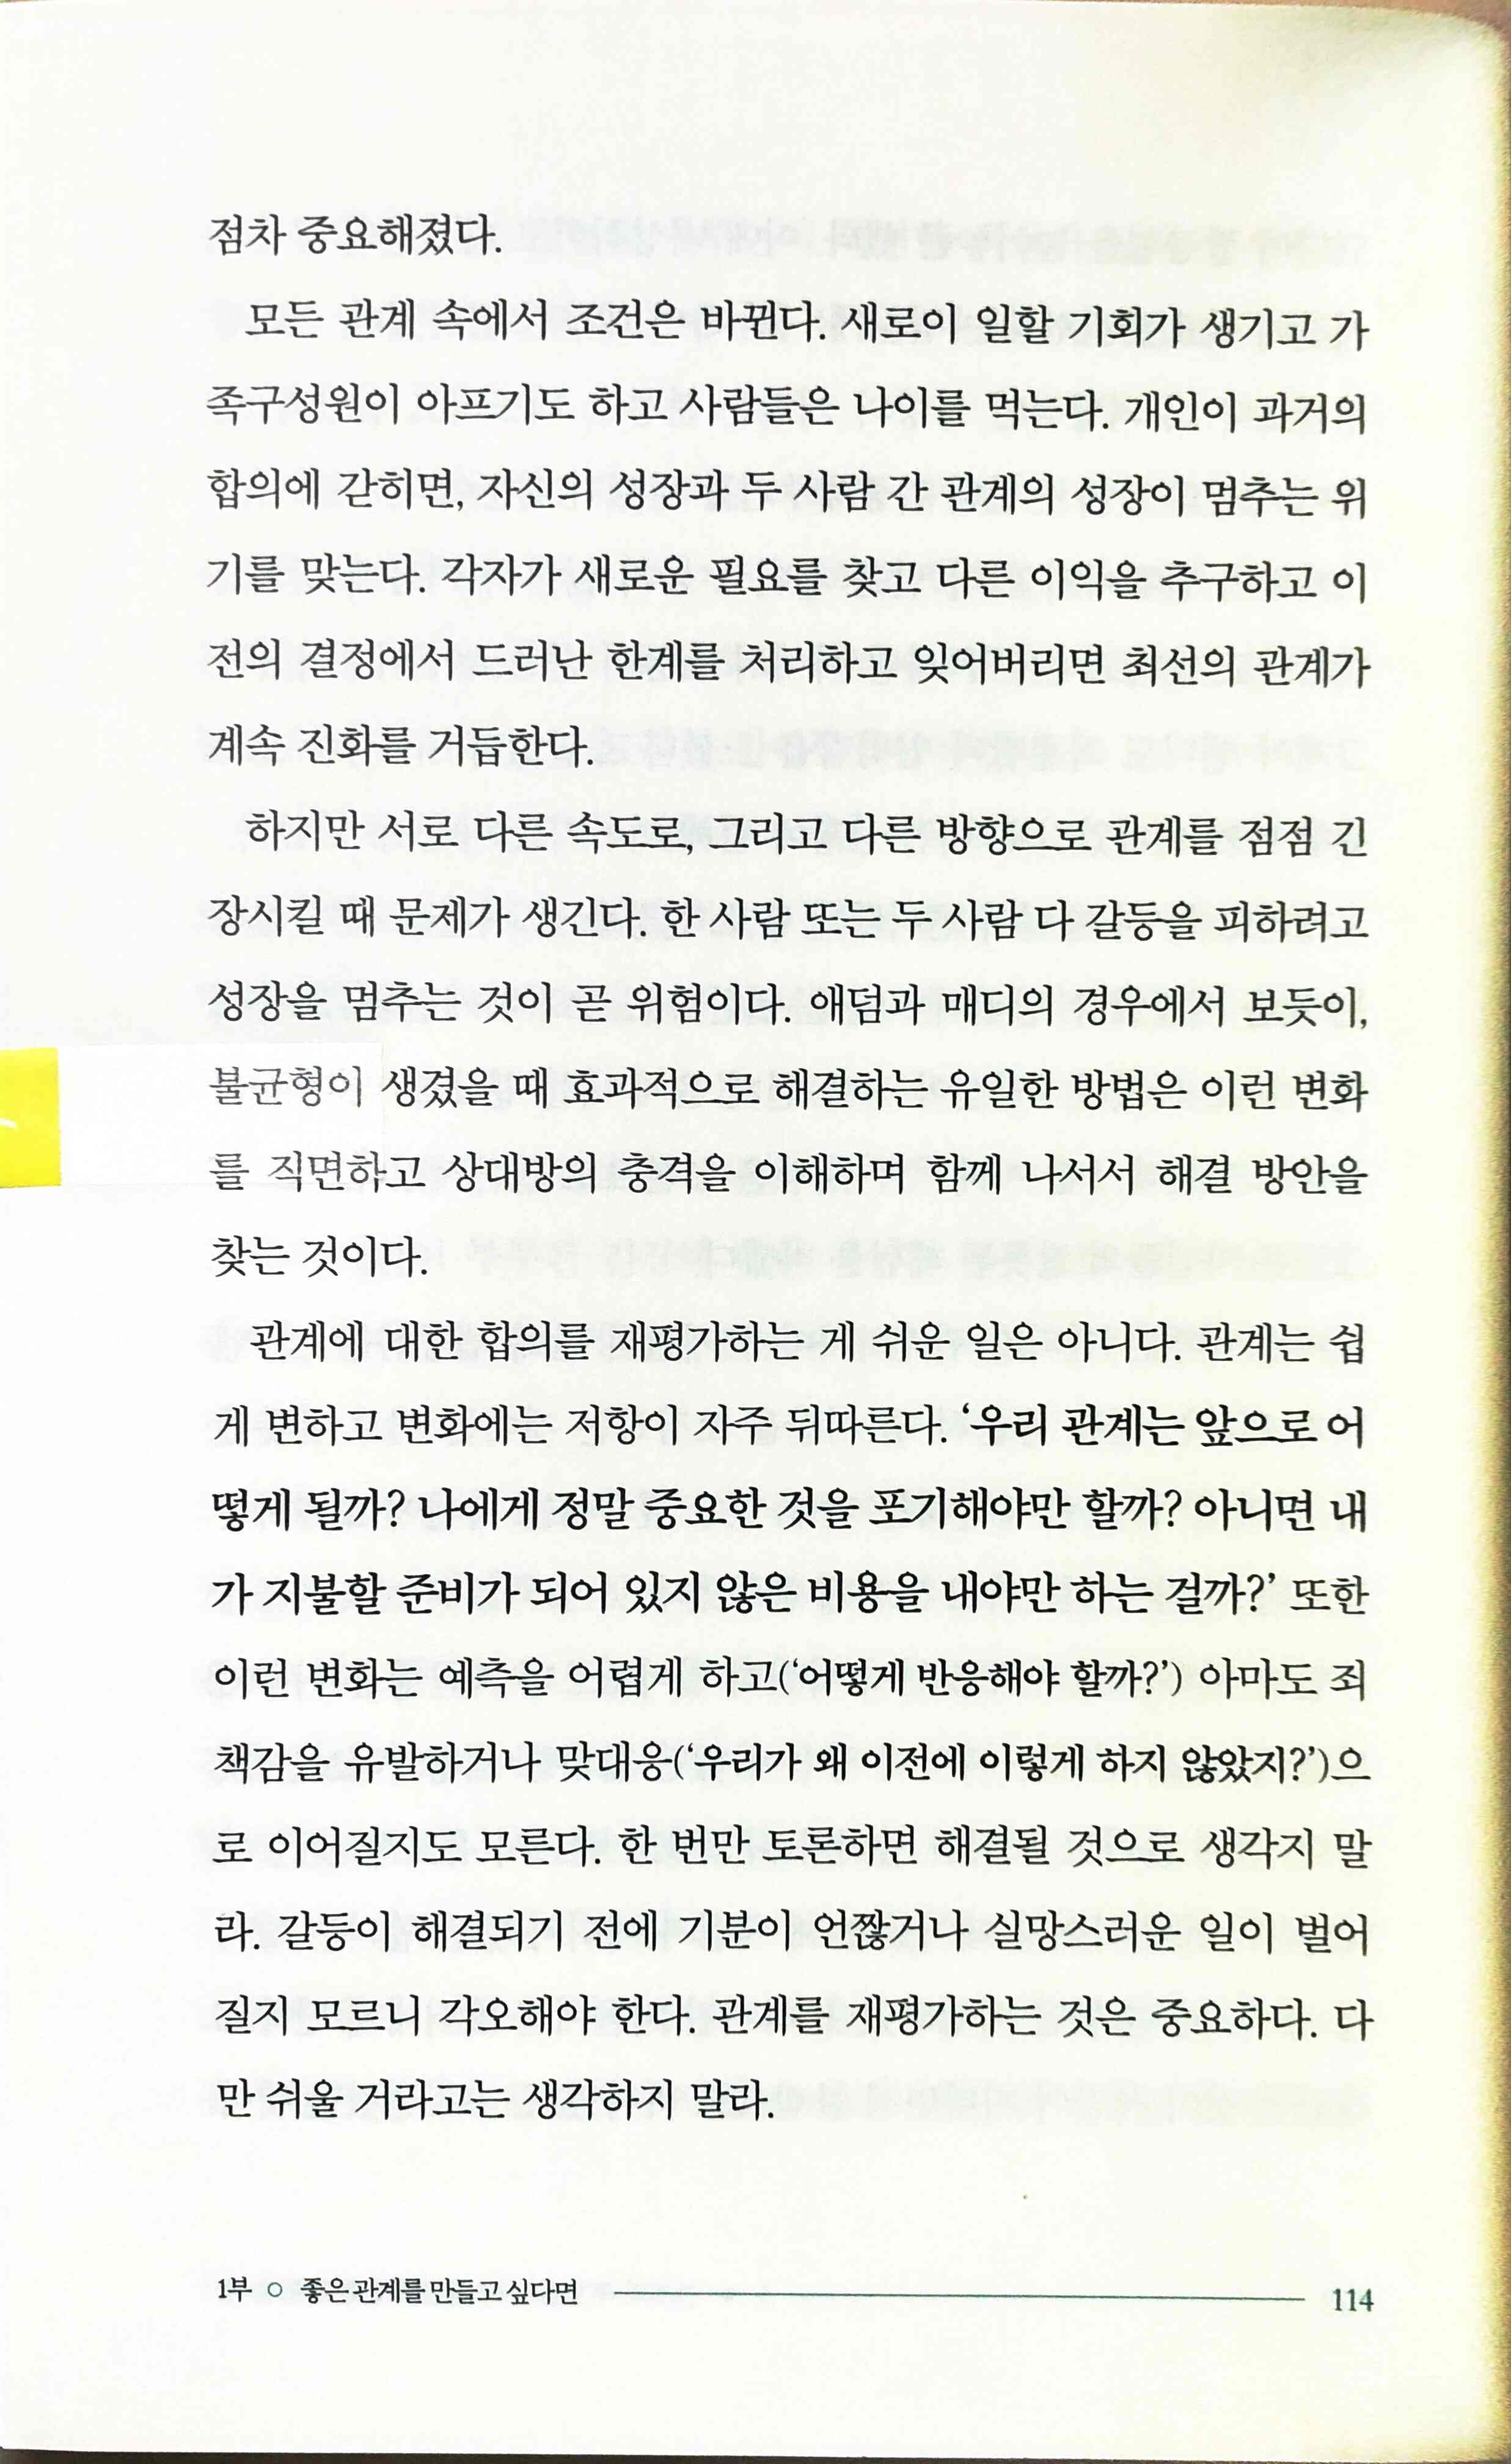 점차 중요해졌다.
모든 관계 속에서 조건은 바뀐다. 새로이 일할 기회가 생기고 가
족구성원이 아프기도 하고 사람들은 나이를 먹는다. 개인이 과거의
합의에 갇히면, 자신의 성장과 두 사람 간 관계의 성장이 멈추는 위
기를 맞는다. 각자가 새로운 필요를 찾고 다른 이익을 추구하고 이
전의 결정에서 드러난 한계를 처리하고 잊어버리면 최선의 관계가
계속 진화를 거듭한다.
하지만 서로 다른 속도로, 그리고 다른 방향으로 관계를 점점 긴
장시킬 때 문제가 생긴다. 한 사람 또는 두 사람 다 갈등을 피하려고
성장을 멈추는 것이 곧 위험이다. 애덤과 매디의 경우에서 보듯이,
불균형이 생겼을 때 효과적으로 해결하는 유일한 방법은 이런 변화
를 직면하고 상대방의 충격을 이해하며 함께 나서서 해결 방안을
찾는 것이다.
관계에 대한 합의를 재평가하는 게 쉬운 일은 아니다. 관계는 쉽
게 변하고 변화에는 저항이 자주 뒤따른다. ‘우리 관계는 앞으로 어
떻게 될까? 나에게 정말 중요한 것을 포기해야만 할까? 아니면 내
가 지불할 준비가 되어 있지 않은 비용을 내야만 하는 걸까?’ 또한
이런 변화는 예측을 어렵게 하고(‘어떻게 반응해야 할까?’) 아마도 죄
책감을 유발하거나 맞대응(‘우리가 왜 이전에 이렇게 하지 않았지?’)으
로 이어질지도 모른다. 한 번만 토론하면 해결될 것으로 생각지 말
라. 갈등이 해결되기 전에 기분이 언짢거나 실망스러운 일이 벌어
질지 모르니 각오해야 한다. 관계를 재평가하는 것은 중요하다. 다
만 쉬울 거라고는 생각하지 말라.
1부 ○ 좋은 관계를 만들고 싶다면 114